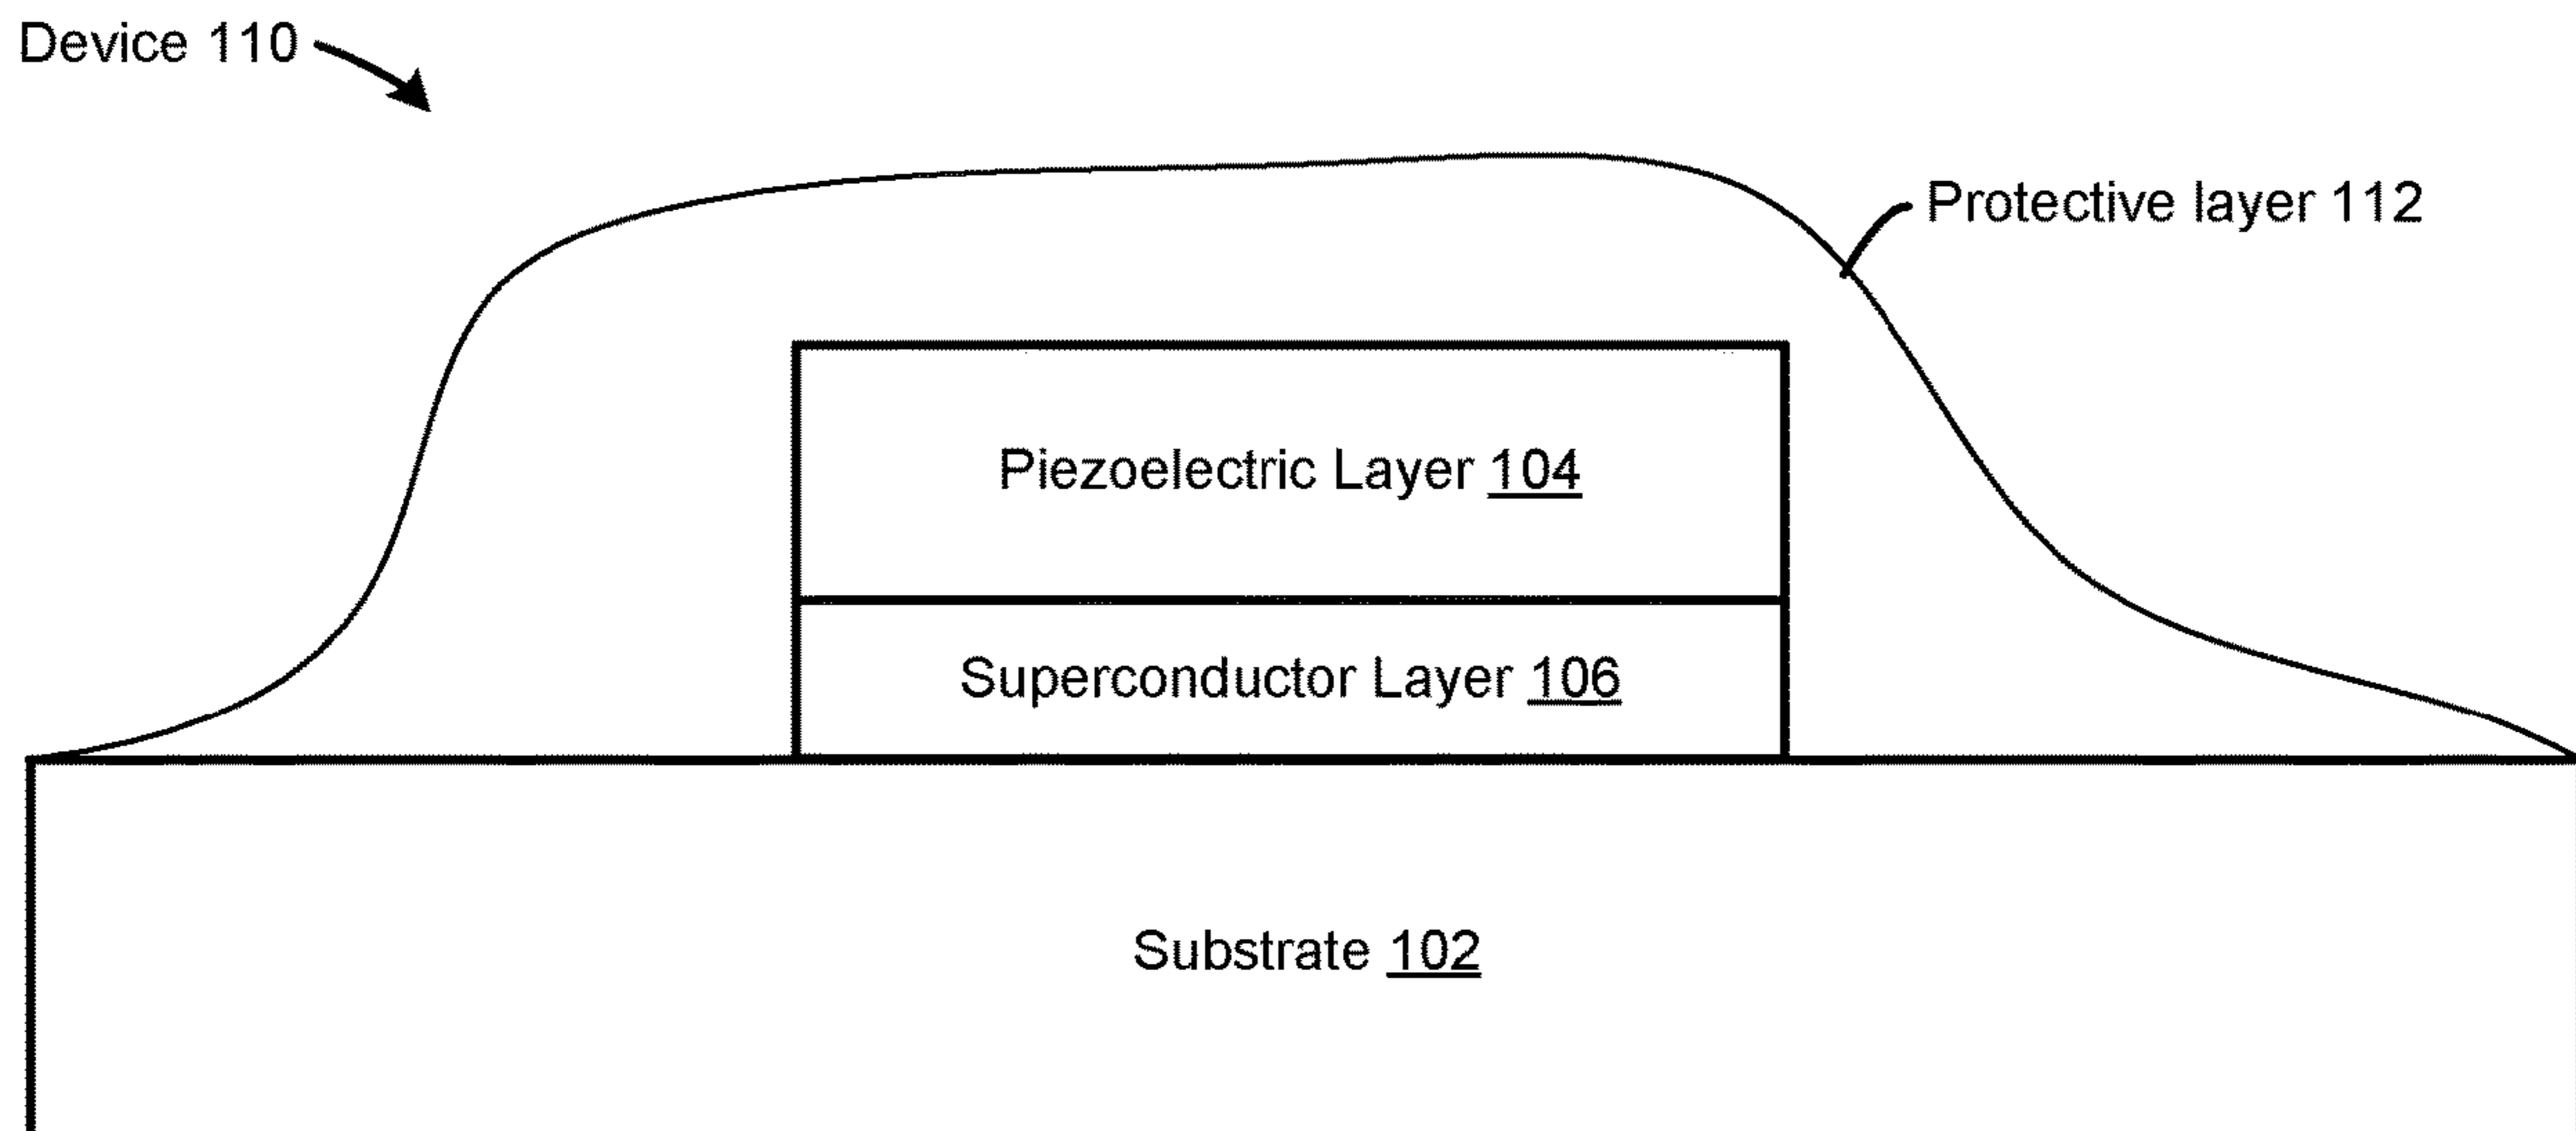 Device 110
Protective layer 112
Piezoelectric Layer 104
Superconductor Layer 106
Substrate 102